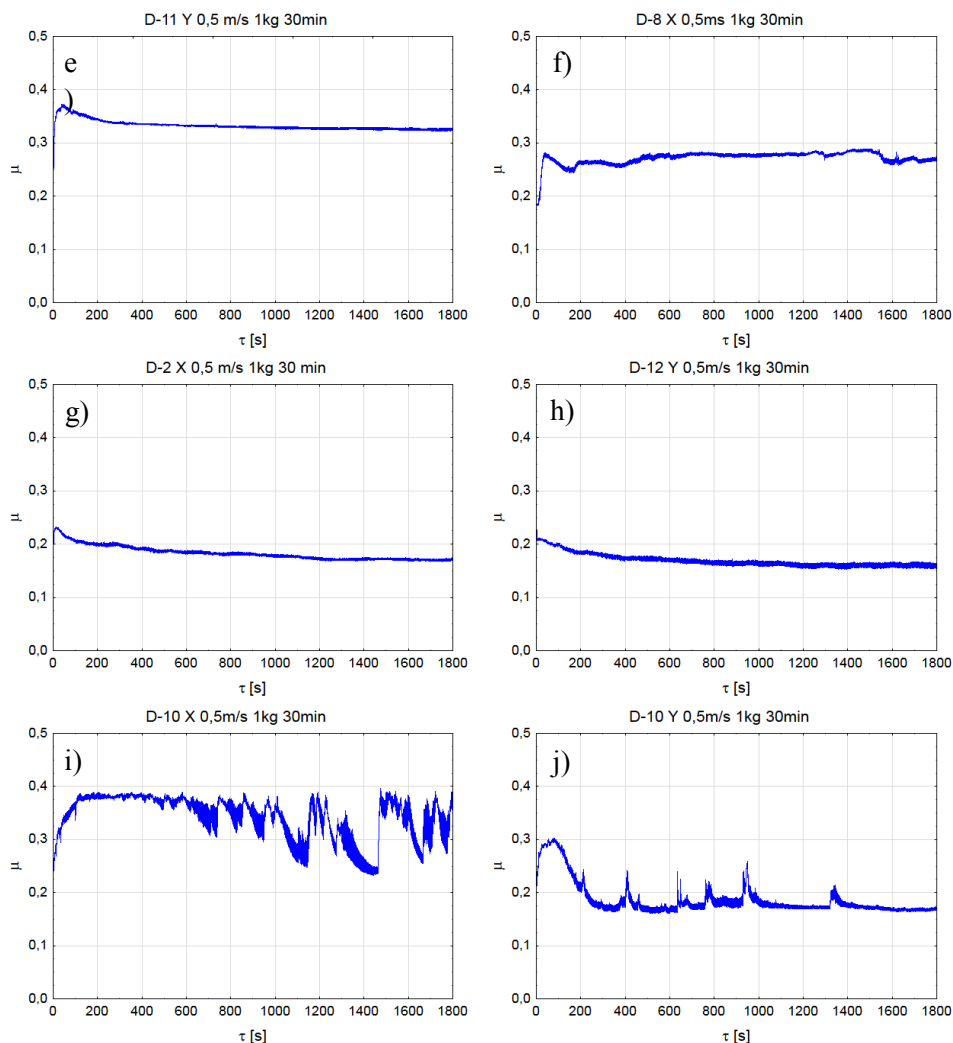 D-11 Y 0,5 m/s 1kg 30min
e
)
0,5
0,4
0,3
0,2
0,1
0,0
μ
0 200 400 600 800 1000 1200 1400 1600 1800
τ [s]
D-8 X 0,5ms 1kg 30min
f)
0,5
0,4
0,3
0,2
0,1
0,0
μ
0 200 400 600 800 1000 1200 1400 1600 1800
τ [s]
D-2 X 0,5 m/s 1kg 30 min
g)
0,5
0,4
0,3
0,2
0,1
0,0
μ
0 200 400 600 800 1000 1200 1400 1600 1800
τ [s]
D-12 Y 0,5m/s 1kg 30min
h)
0,5
0,4
0,3
0,2
0,1
0,0
μ
0 200 400 600 800 1000 1200 1400 1600 1800
τ [s]
D-10 X 0,5m/s 1kg 30min
i)
0,5
0,4
0,3
0,2
0,1
0,0
μ
0 200 400 600 800 1000 1200 1400 1600 1800
τ [s]
D-10 Y 0,5m/s 1kg 30min
j)
0,5
0,4
0,3
0,2
0,1
0,0
μ
0 200 400 600 800 1000 1200 1400 1600 1800
τ [s]